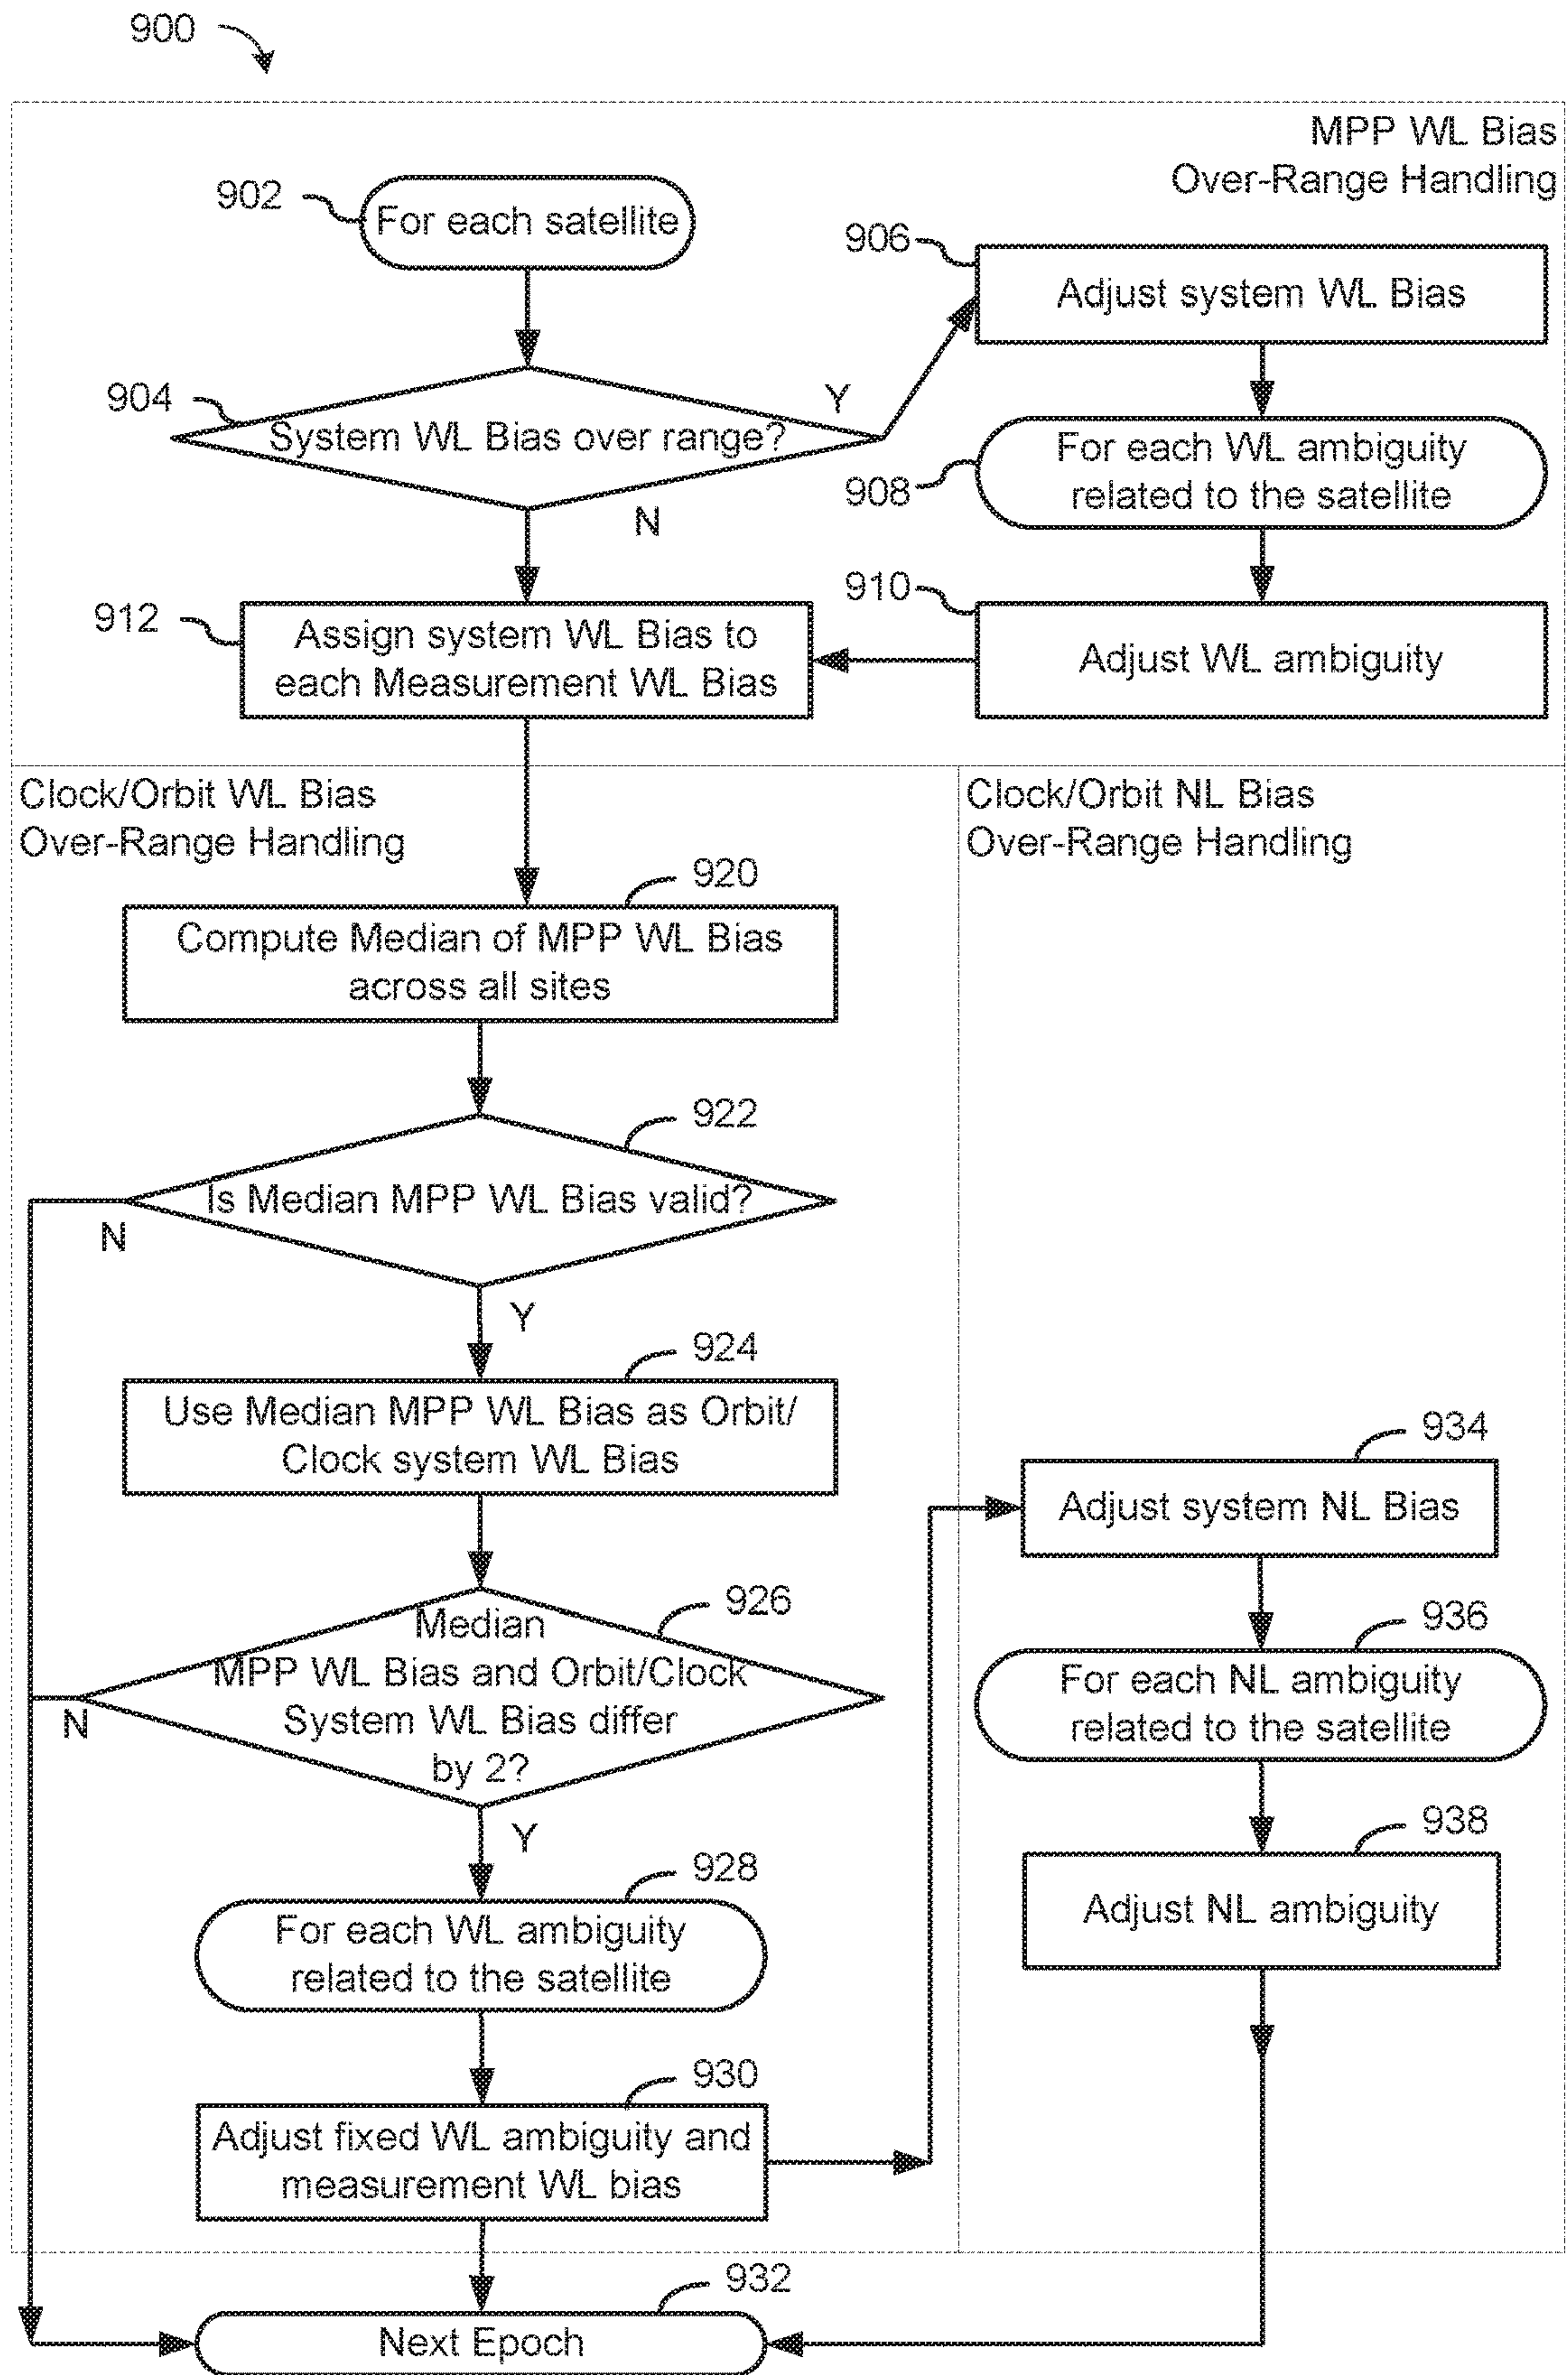 900
MPP WL Bias
Over-Range Handling
902
For each satellite
904
System WL Bias over range?
Y
N
906
Adjust system WL Bias
908
For each WL ambiguity
related to the satellite
910
Adjust WL ambiguity
912
Assign system WL Bias to
each Measurement WL Bias
Clock/Orbit WL Bias
Over-Range Handling
920
Compute Median of MPP WL Bias
across all sites
922
Is Median MPP WL Bias valid?
N
Y
924
Use Median MPP WL Bias as Orbit/
Clock system WL Bias
926
Median
MPP WL Bias and Orbit/Clock
System WL Bias differ
by 2?
N
Y
928
For each WL ambiguity
related to the satellite
930
Adjust fixed WL ambiguity and
measurement WL bias
Clock/Orbit NL Bias
Over-Range Handling
934
Adjust system NL Bias
936
For each NL ambiguity
related to the satellite
938
Adjust NL ambiguity
932
Next Epoch